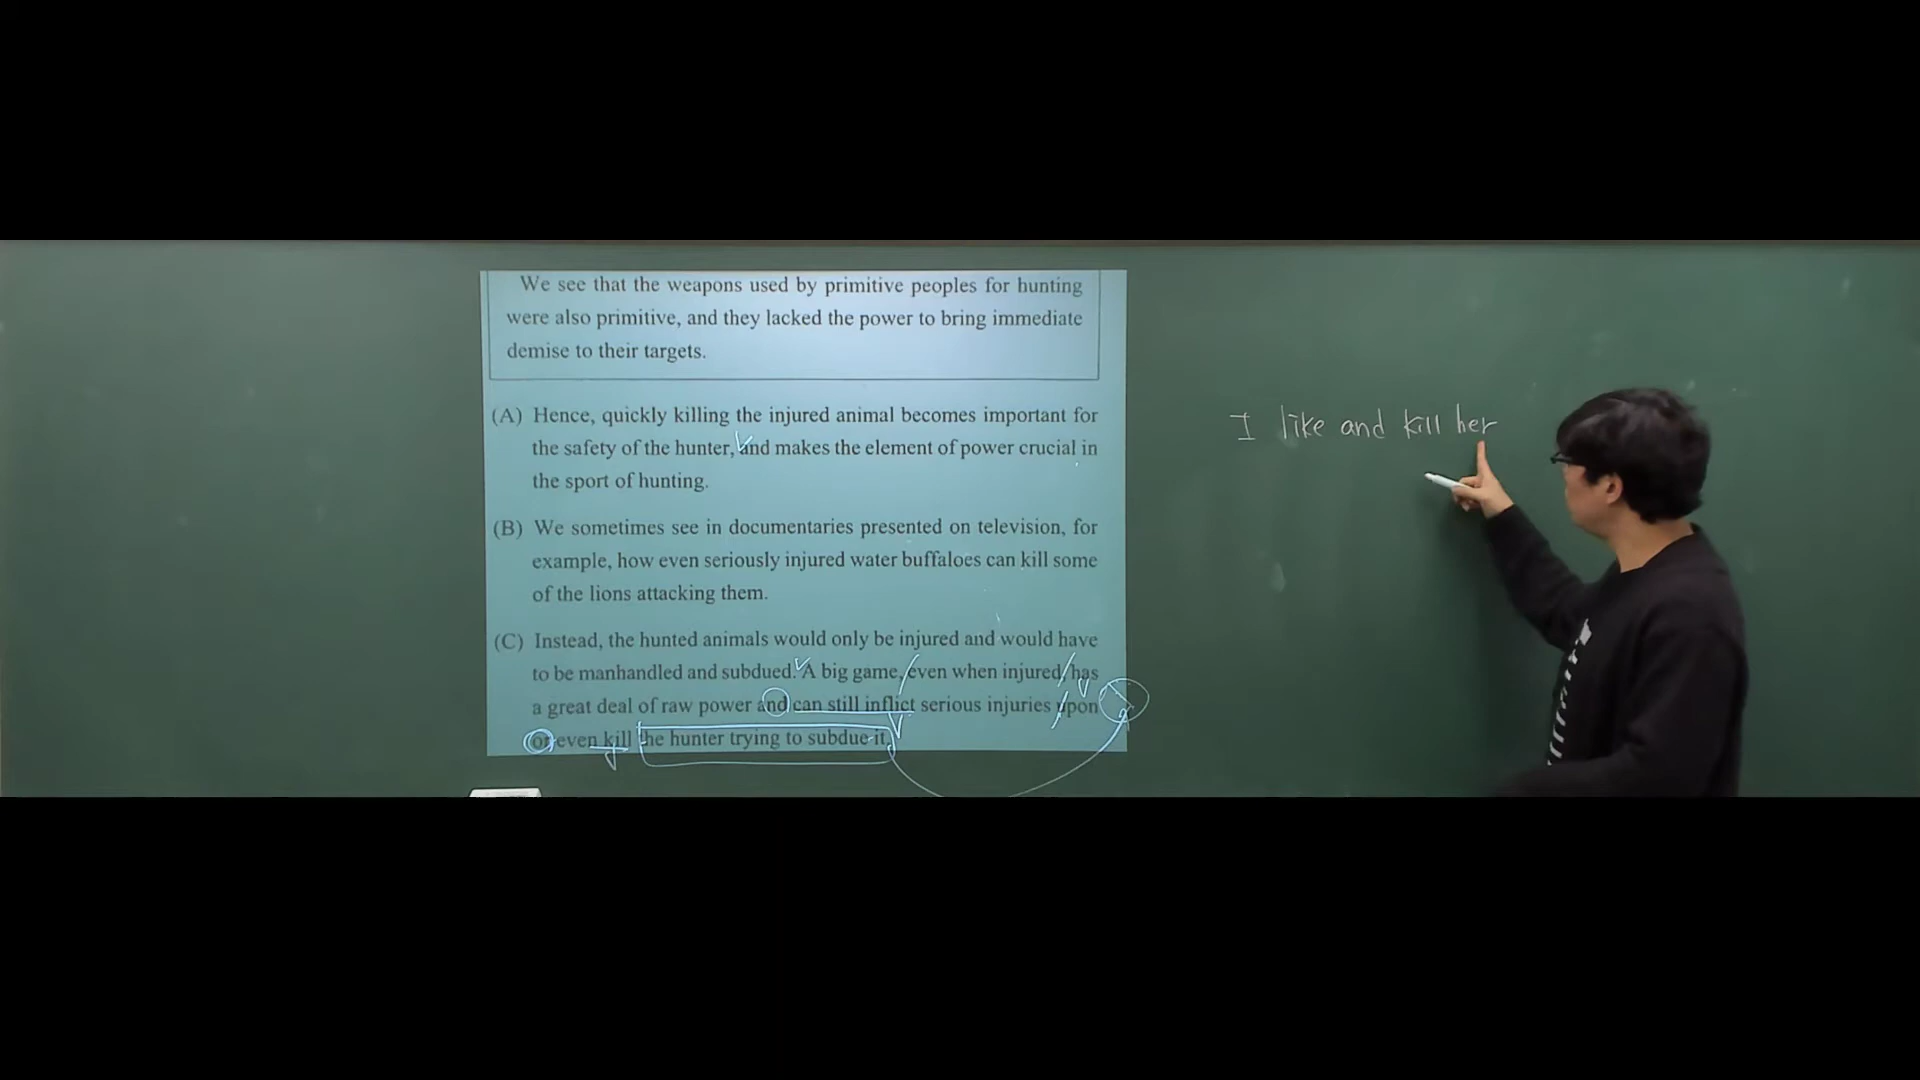 We see that the weapons used by primitive peoples for hunting
were also primitive, and they lacked the power to bring immediate
demise to their targets.
(A) Hence, quickly killing the injured animal becomes important for
the safety of the hunter, and makes the element of power crucial in
the sport of hunting.
(B) We sometimes see in documentaries presented on television, for
example, how even seriously injured water buffaloes can kill some
of the lions attacking them.
(C) Instead, the hunted animals would only be injured and would have
to be manhandled and subdued. A big game, even when injured, has
a great deal of raw power and can still inflict serious injuries upon
or even kill the hunter trying to subdue it.
I like and kill her